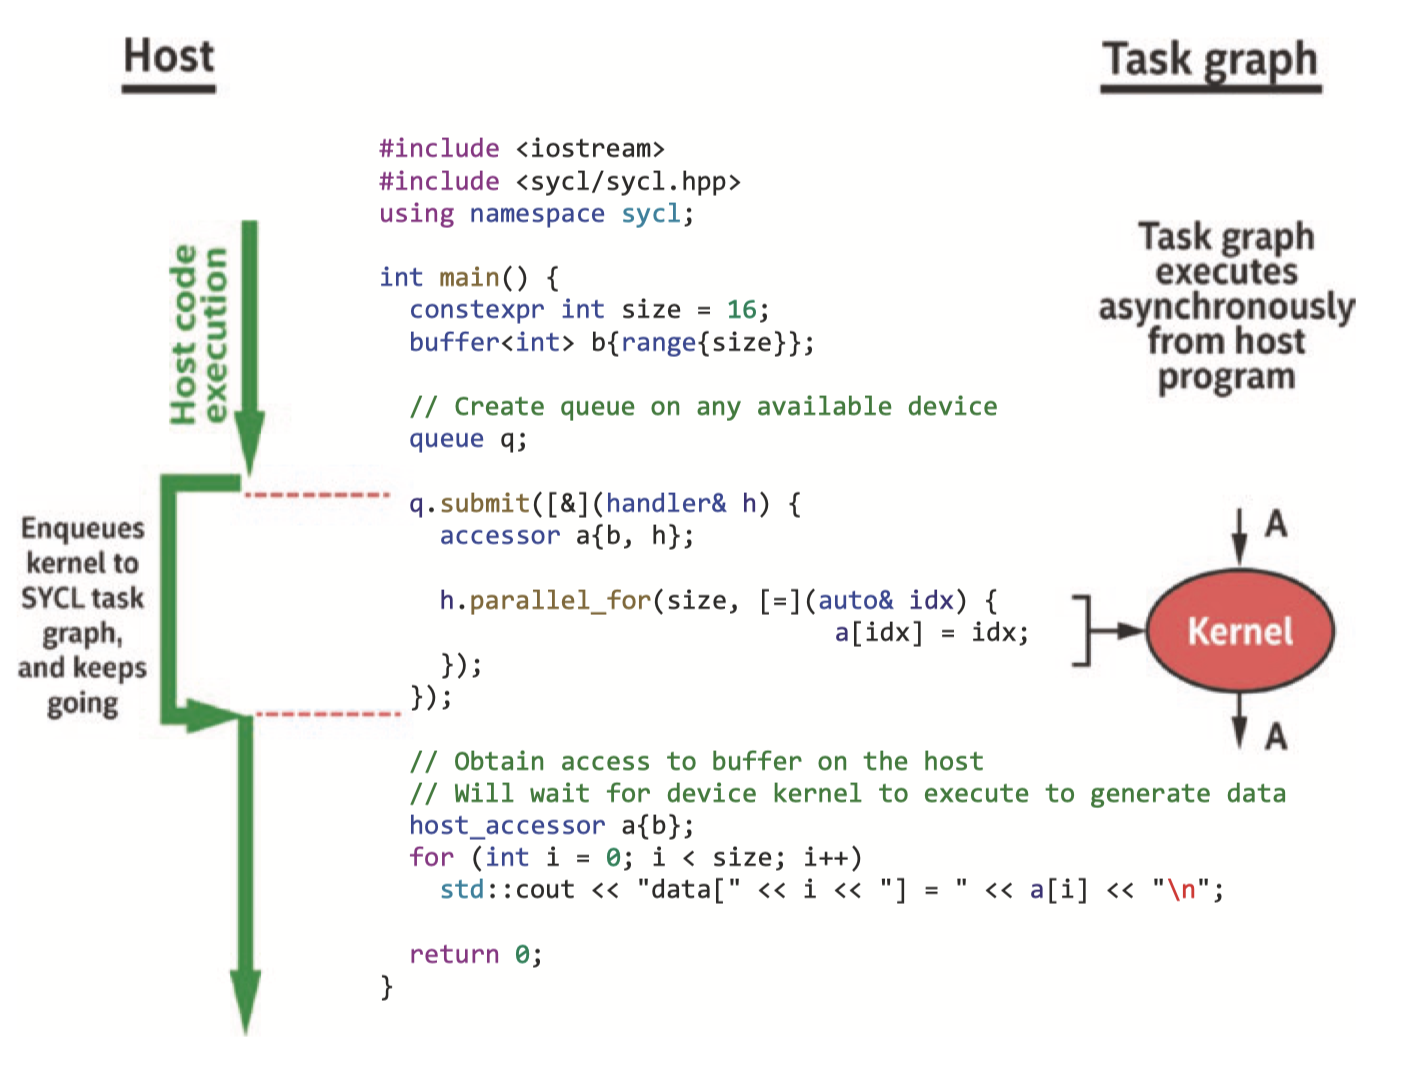 Host
Task graph
#include <iostream>
#include <sycl/sycl.hpp>
using namespace sycl;
int main() {
constexpr int size = 16;
buffer<int> b{range{size}};
// Create queue on any available device
queue q;
q.submit([&](handler& h) {
accessor a{b, h};
h.parallel_for(size, [=](auto& idx) {
a[idx] = idx;
});
});
// Obtain access to buffer on the host
// Will wait for device kernel to execute to generate data
host_accessor a{b};
for (int i = 0; i < size; i++)
std::cout << "data[" << i << "] = " << a[i] << "\n";
return 0;
}
Host code
execution
Enqueues
kernel to
SYCL task
graph,
and keeps
going
Task graph
executes
asynchronously
from host
program
A
Kernel
A